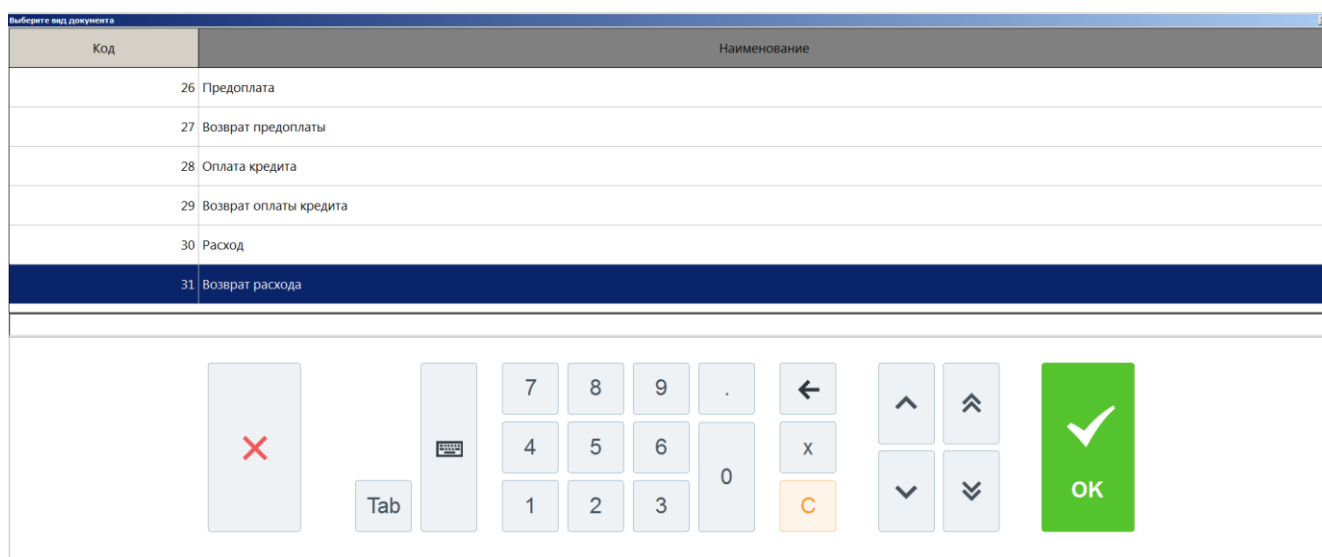 Выберите вид документа
Код Наименование
26 Предоплата
27 Возврат предоплаты
28 Оплата кредита
29 Возврат оплаты кредита
30 Расход
31 Возврат расхода
7 8 9 .
4 5 6 x
Tab 1 2 3 0 C
OK